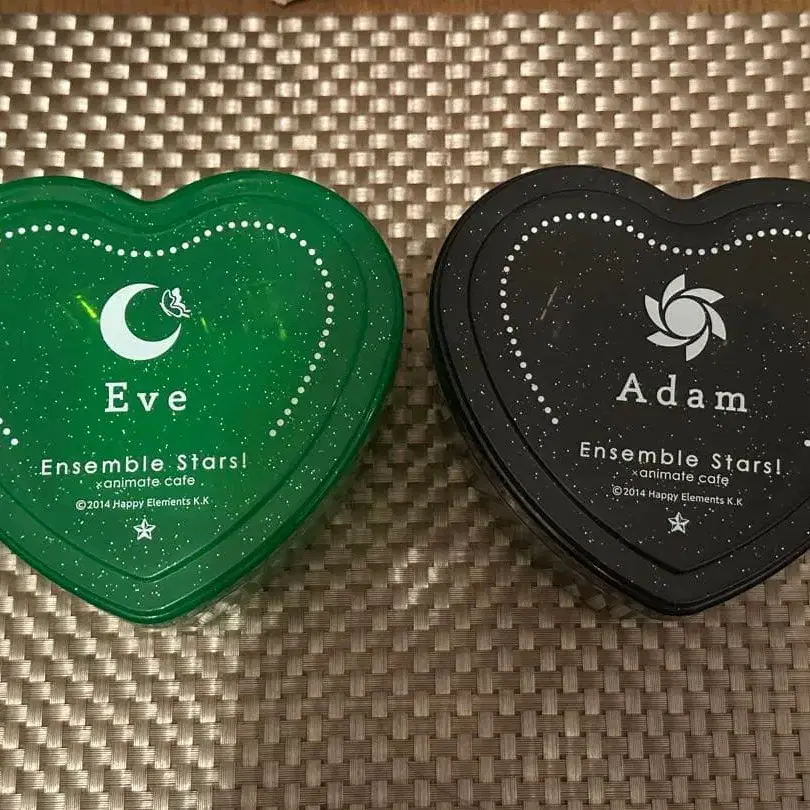 Eve
Ensemble Stars!
×animate cafe
©2014 Happy Elements K.K
Adam
Ensemble Stars!
×animate cafe
©2014 Happy Elements K.K